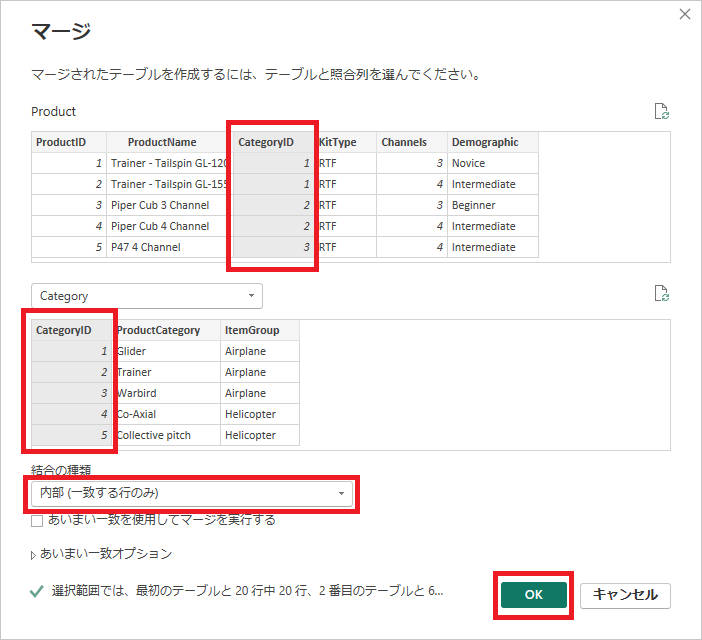 マージ
マージされたテーブルを作成するには、テーブルと照合列を選んでください。
Product
ProductID ProductName CategoryID KitType Channels Demographic
1 Trainer - Tailspin GL-120 1 RTF 3 Novice
2 Trainer - Tailspin GL-155 1 RTF 4 Intermediate
3 Piper Cub 3 Channel 2 RTF 3 Beginner
4 Piper Cub 4 Channel 2 RTF 4 Intermediate
5 P47 4 Channel 3 RTF 4 Intermediate
Category
CategoryID ProductCategory ItemGroup
1 Glider Airplane
2 Trainer Airplane
3 Warbird Airplane
4 Co-Axial Helicopter
5 Collective pitch Helicopter
結合の種類
内部 (一致する行のみ)
あいまい一致を使用してマージを実行する
あいまい一致オプション
選択範囲では、最初のテーブルと 20 行中 20 行、2 番目のテーブルと 6...
OK キャンセル